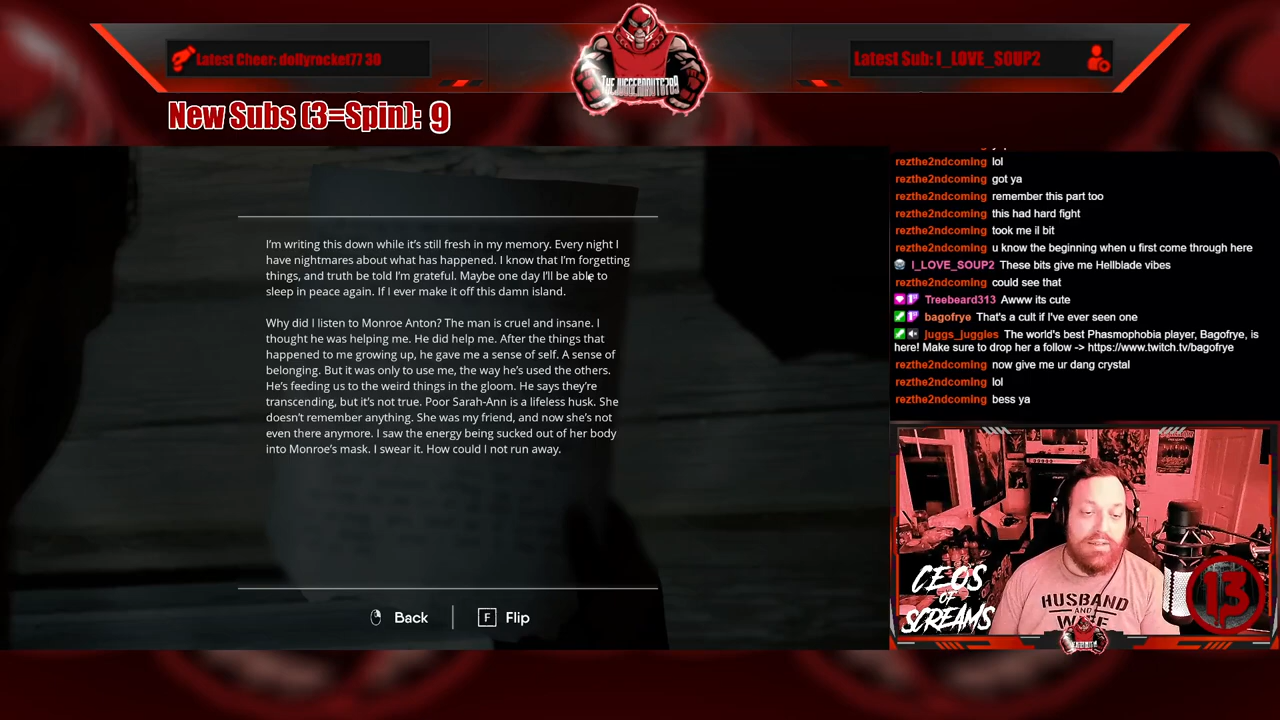 Latest Cheer: dollyrocket77 30
THEJUGGERNAUT6789
Latest Sub: I_LOVE_SOUP2
New Subs (3=Spin): 9
I'm writing this down while it's still fresh in my memory. Every night I
have nightmares about what has happened. I know that I'm forgetting
things, and truth be told I'm grateful. Maybe one day I'll be able to
sleep in peace again. If I ever make it off this damn island.
Why did I listen to Monroe Anton? The man is cruel and insane. I
thought he was helping me. He did help me. After the things that
happened to me growing up, he gave me a sense of self. A sense of
belonging. But it was only to use me, the way he's used the others.
He's feeding us to the weird things in the gloom. He says they're
transcending, but it's not true. Poor Sarah-Ann is a lifeless husk. She
doesn't remember anything. She was my friend, and now she's not
even there anymore. I saw the energy being sucked out of her body
into Monroe's mask. I swear it. How could I not run away.
Back
F Flip
rezthe2ndcoming lol
rezthe2ndcoming got ya
rezthe2ndcoming remember this part too
rezthe2ndcoming this had hard fight
rezthe2ndcoming took me il bit
rezthe2ndcoming u know the beginning when u first come through here
I_LOVE_SOUP2 These bits give me Hellblade vibes
rezthe2ndcoming could see that
Treebeard313 Awww its cute
bagofrye That's a cult if I've ever seen one
juggs_juggles The world's best Phasmophobia player, Bagofrye, is
here! Make sure to drop her a follow -> https://www.twitch.tv/bagofrye
rezthe2ndcoming now give me ur dang crystal
rezthe2ndcoming lol
rezthe2ndcoming bess ya
CEOS
OF
SCREAMS
HUSBAND
AND
WIFE
13